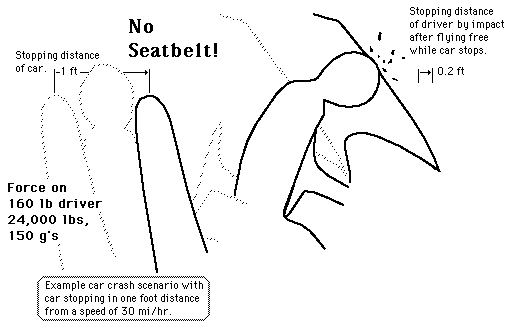 No
Seatbelt!
Stopping distance
of car.
1 ft
Stopping distance
of driver by impact
after flying free
while car stops.
0.2 ft
Force on
160 lb driver
24,000 lbs,
150 g's
Example car crash scenario with
car stopping in one foot distance
from a speed of 30 mi/hr.